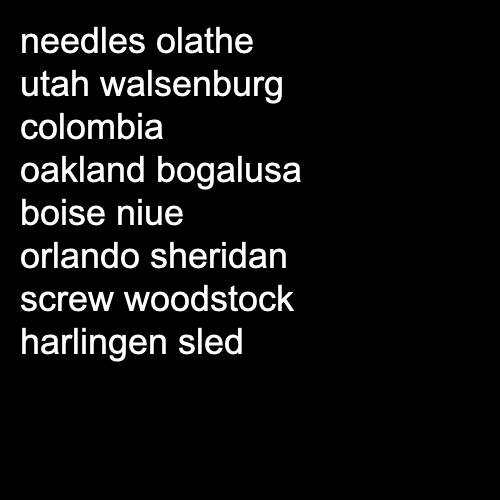 needles olathe
utah walsenburg
colombia
oakland bogalusa
boise niue
orlando sheridan
screw woodstock
harlingen sled